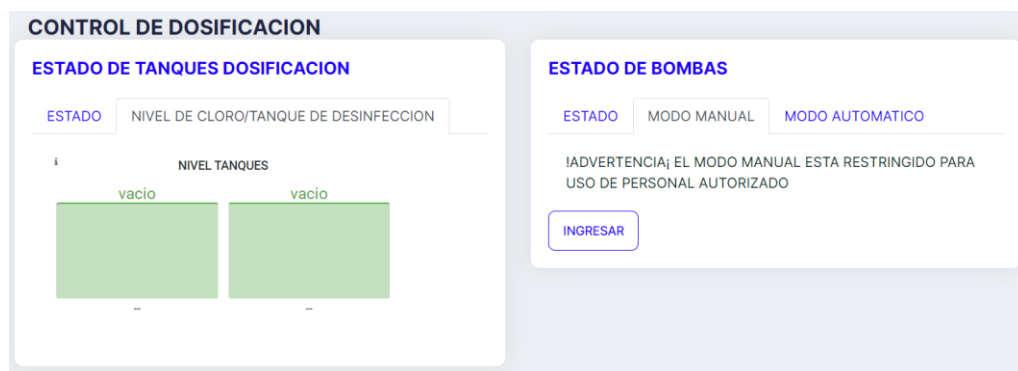 CONTROL DE DOSIFICACION
ESTADO DE TANQUES DOSIFICACION
ESTADO NIVEL DE CLORO/TANQUE DE DESINFECCION
i
NIVEL TANQUES
vacio vacio
-- --
ESTADO DE BOMBAS
ESTADO MODO MANUAL MODO AUTOMATICO
!ADVERTENCIA¡ EL MODO MANUAL ESTA RESTRINGIDO PARA
USO DE PERSONAL AUTORIZADO
INGRESAR